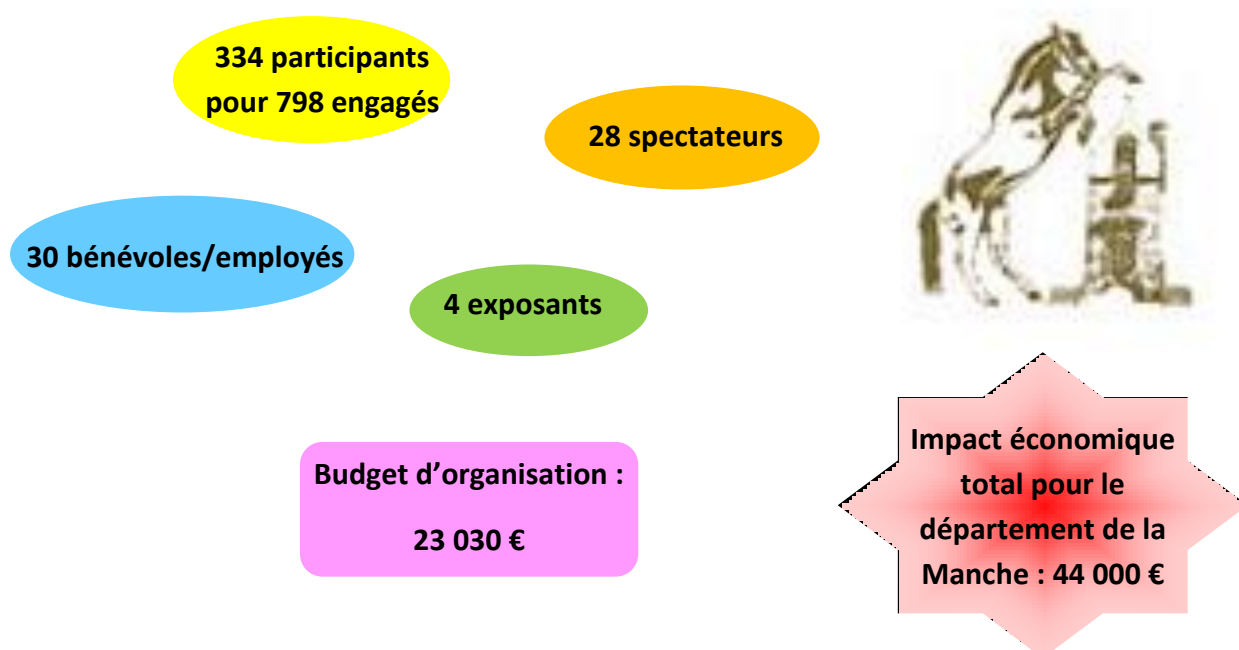 334 participants
pour 798 engagés
28 spectateurs
30 bénévoles/employés
4 exposants
Budget d’organisation :
23 030 €
Impact économique
total pour le
département de la
Manche : 44 000 €